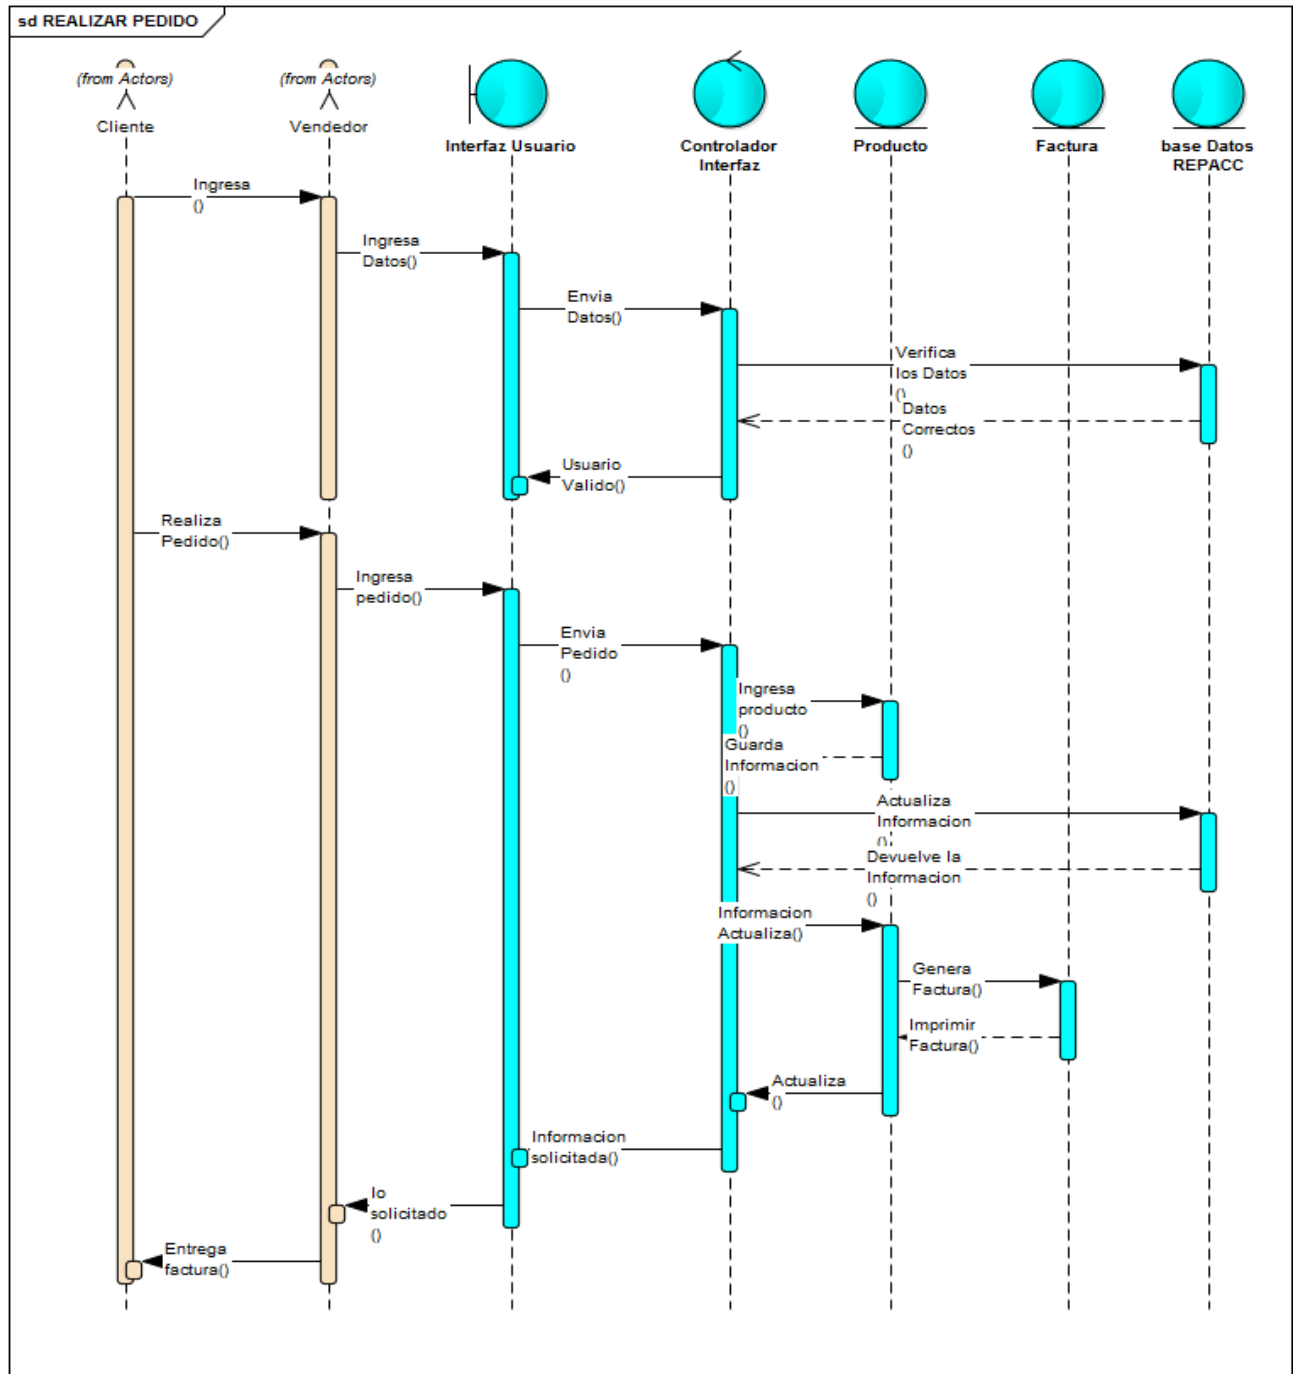 sd REALIZAR PEDIDO
(from Actors)
Cliente
(from Actors)
Vendedor
Interfaz Usuario
Controlador
Interfaz
Producto
Factura
base Datos
REPACC
Ingresa
()
Ingresa
Datos()
Envia
Datos()
Verifica
los Datos
()
Datos
Correctos
()
Usuario
Valido()
Realiza
Pedido()
Ingresa
pedido()
Envia
Pedido
()
Ingresa
producto
()
Guarda
Informacion
()
Actualiza
Informacion
()
Devuelve la
Informacion
()
Informacion
Actualiza()
Genera
Factura()
Imprimir
Factura()
Actualiza
()
Informacion
solicitada()
lo
solicitado
()
Entrega
factura()